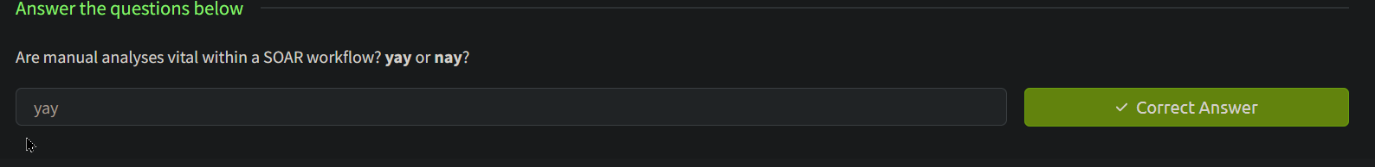 Answer the questions below
Are manual analyses vital within a SOAR workflow? yay or nay?
yay
✓ Correct Answer